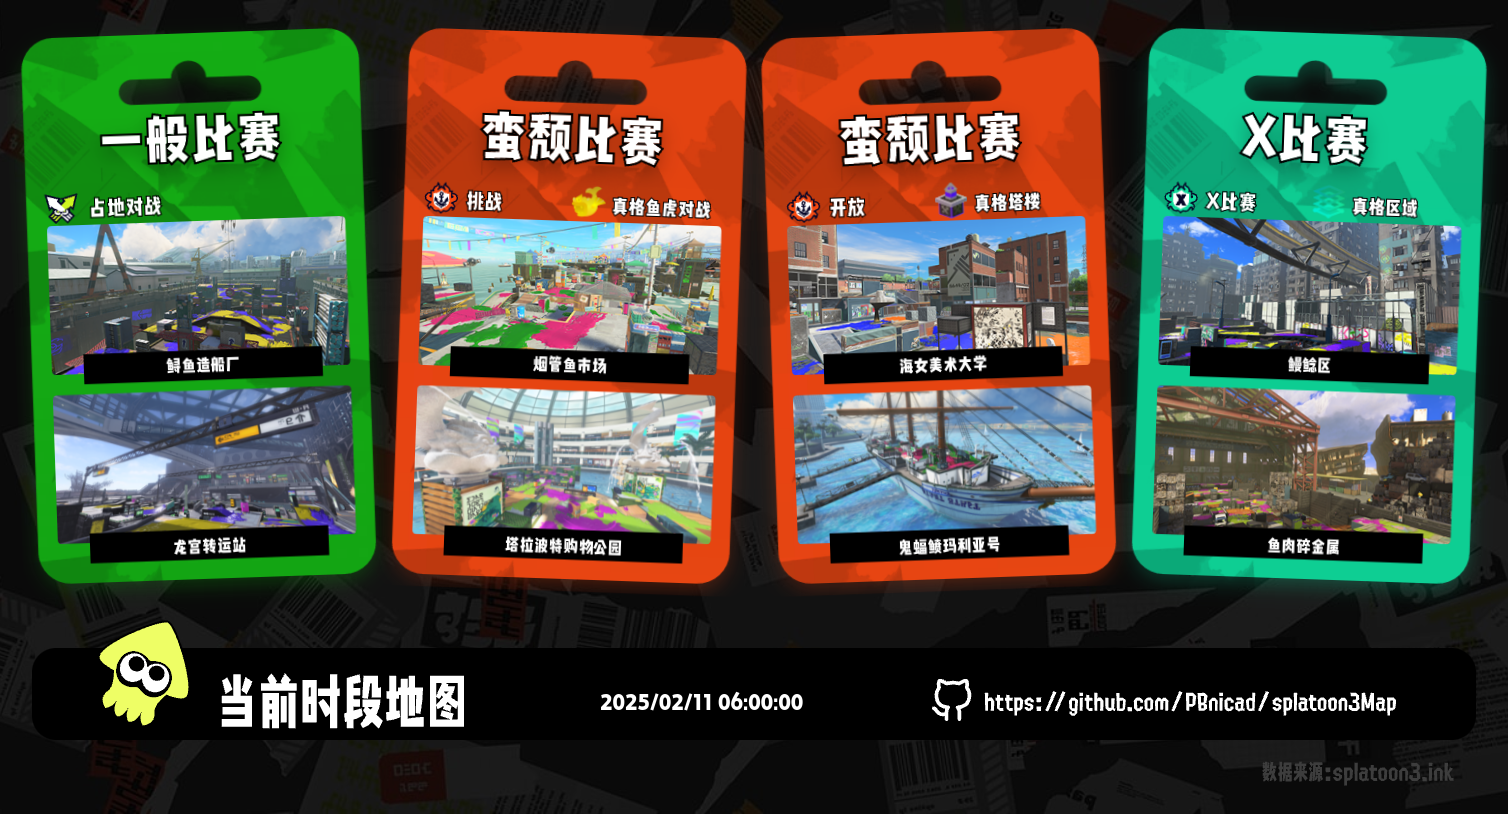 一般比赛
占地对战
鲟鱼造船厂
龙宫转运站
蛮颓比赛
挑战
真格鱼虎对战
烟管鱼市场
塔拉波特购物公园
蛮颓比赛
开放
真格塔楼
海女美术大学
鬼蝠鲼玛利亚号
X比赛
X比赛
真格区域
鳗鲶区
鱼肉碎金属
当前时段地图
2025/02/11 06:00:00
https://github.com/PBnicad/splatoon3Map
数据来源:splatoon3.ink